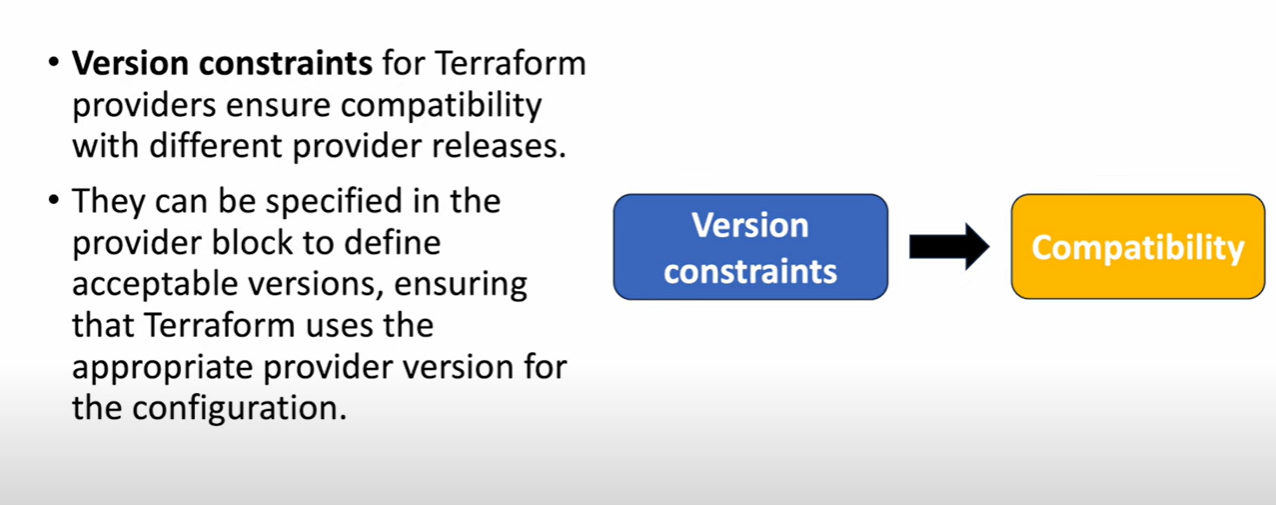 • Version constraints for Terraform
providers ensure compatibility
with different provider releases.
• They can be specified in the
provider block to define
acceptable versions, ensuring
that Terraform uses the
appropriate provider version for
the configuration.
Version
constraints
Compatibility